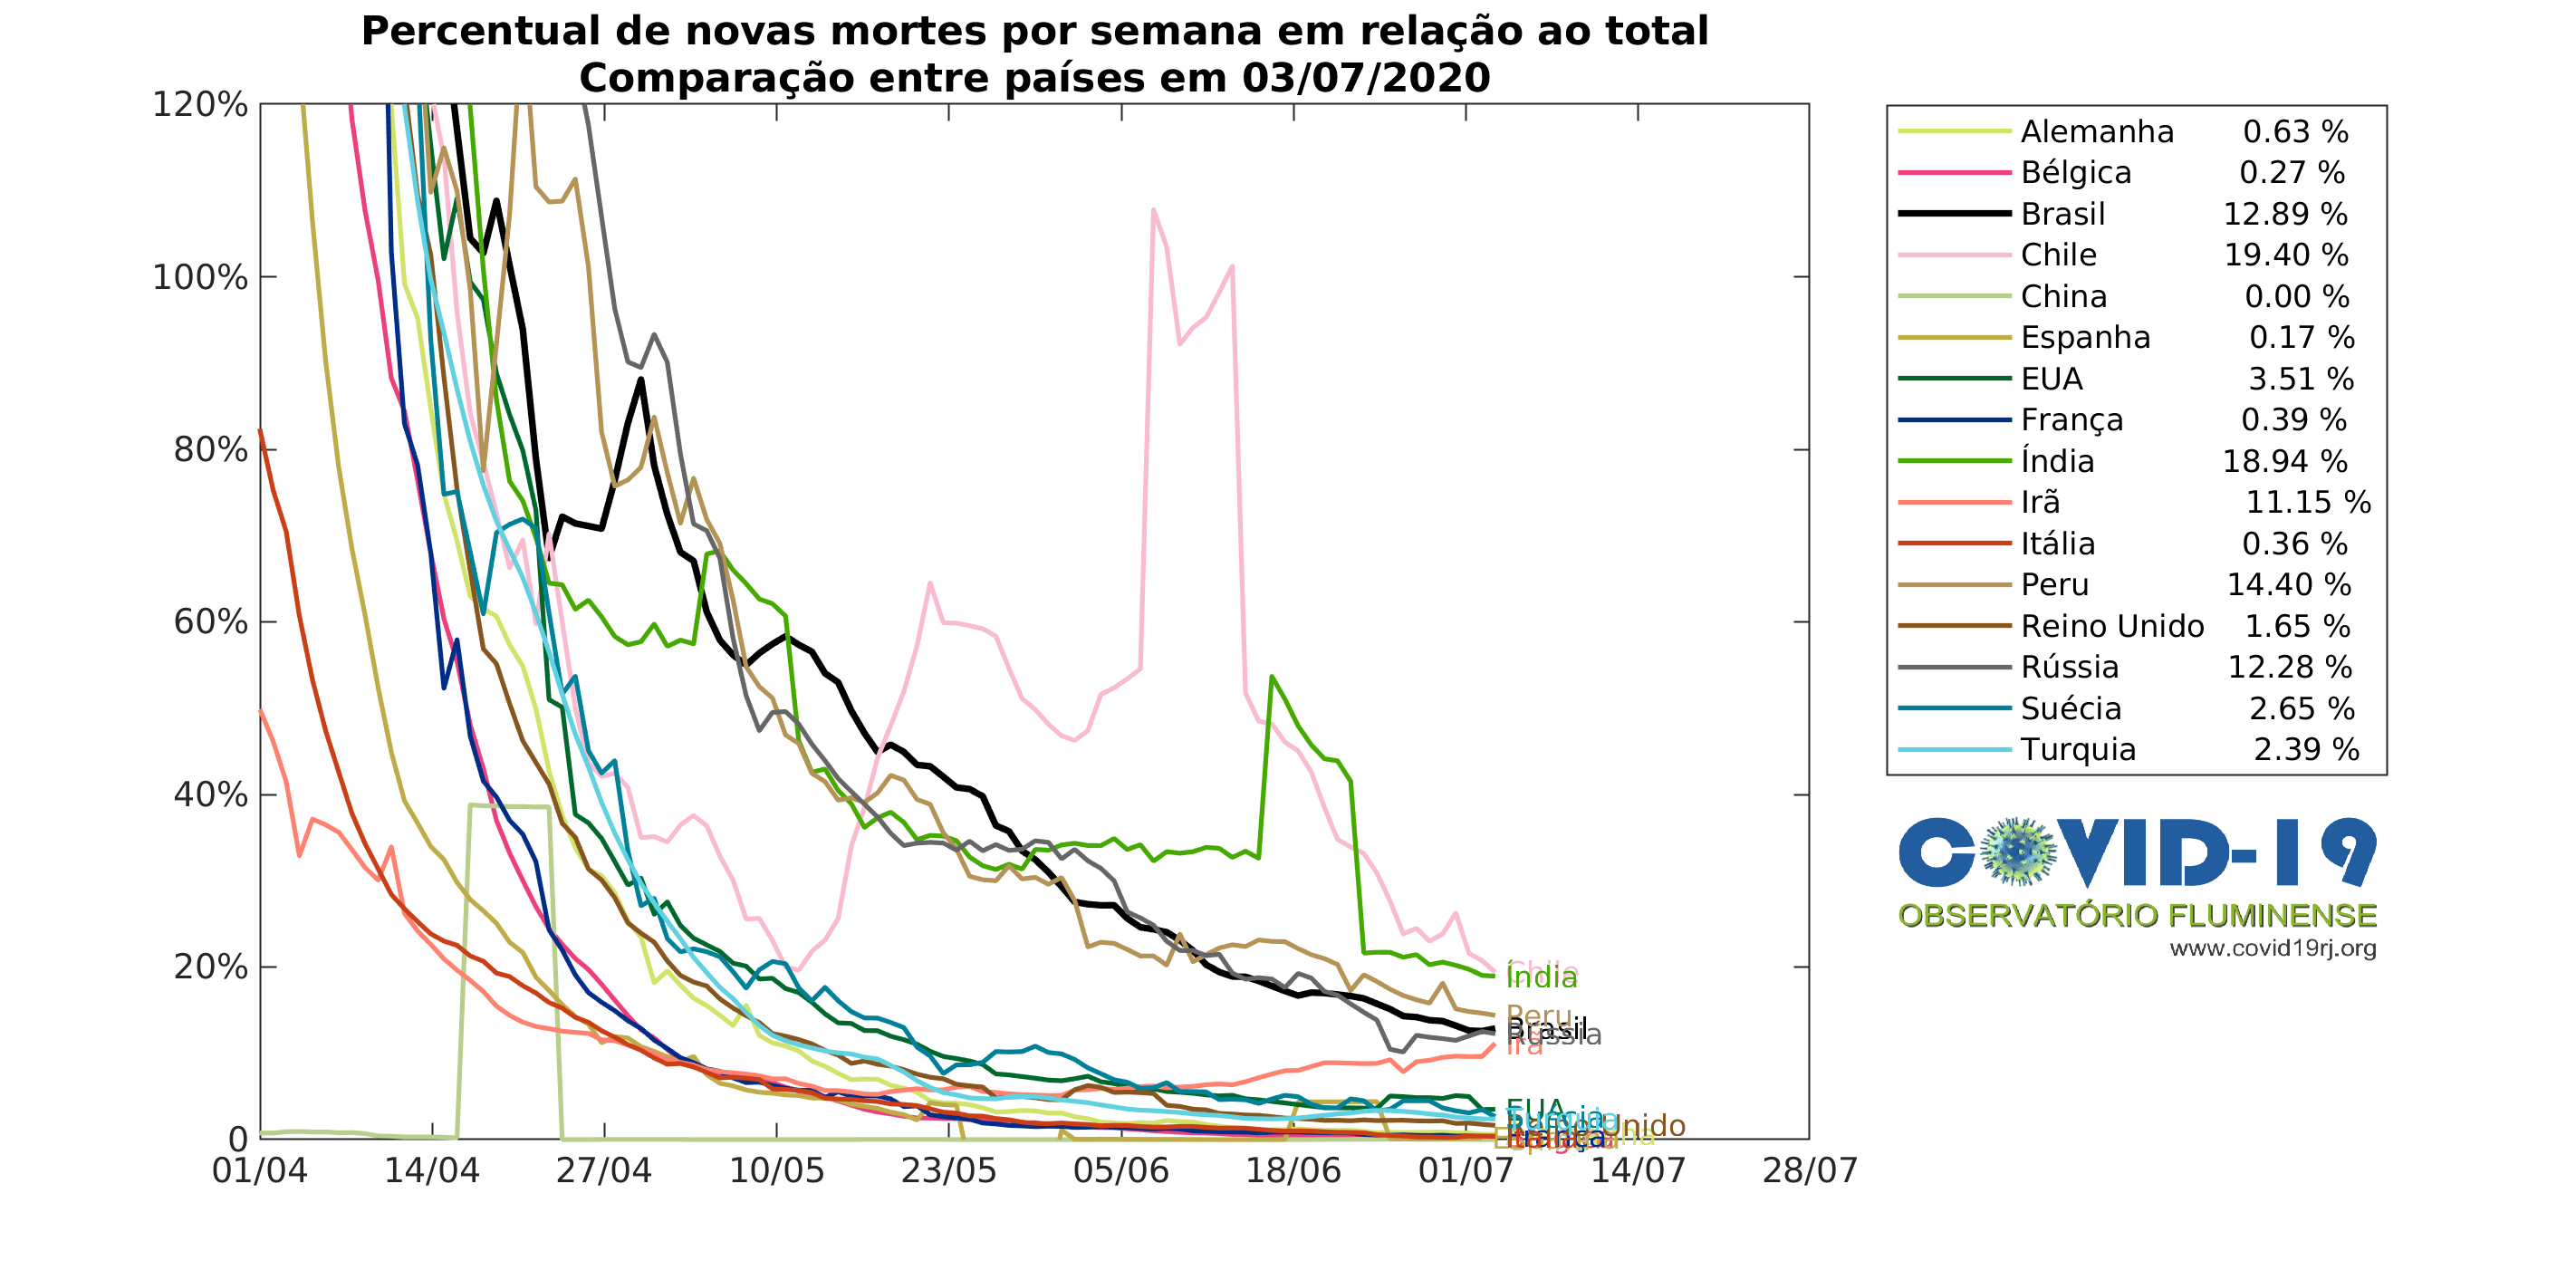 Percentual de novas mortes por semana em relação ao total
Comparação entre países em 03/07/2020
120%
100%
80%
60%
40%
20%
0
01/04 14/04 27/04 10/05 23/05 05/06 18/06 01/07 14/07 28/07
Chile
Índia
Peru
Brasil
Rússia
Irã
EUA
Suécia
Turquia
Unido
Alemanha 0.63 %
Bélgica 0.27 %
Brasil 12.89 %
Chile 19.40 %
China 0.00 %
Espanha 0.17 %
EUA 3.51 %
França 0.39 %
Índia 18.94 %
Irã 11.15 %
Itália 0.36 %
Peru 14.40 %
Reino Unido 1.65 %
Rússia 12.28 %
Suécia 2.65 %
Turquia 2.39 %
COVID-19
OBSERVATÓRIO FLUMINENSE
www.covid19rj.org